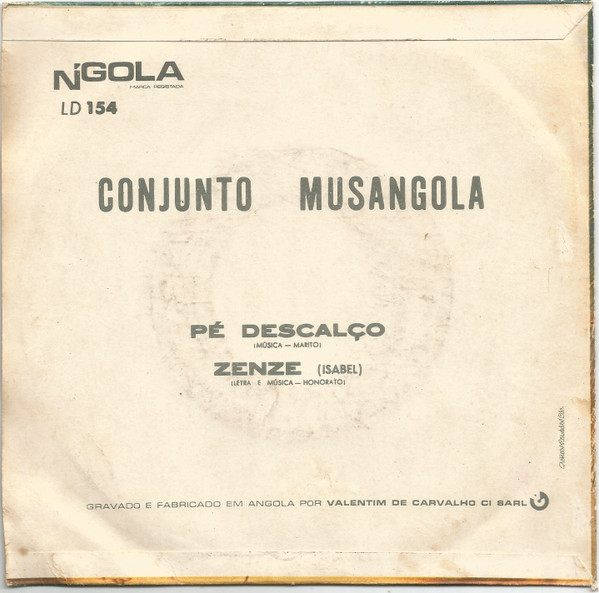 NGOLA
MARCA REGISTADA
LD 154
CONJUNTO MUSANGOLA
PÉ DESCALÇO
(MÚSICA — MARITO)
ZENZE (ISABEL)
(LETRA E MÚSICA — HONORATO)
GRAVADO E FABRICADO EM ANGOLA POR VALENTIM DE CARVALHO CI SARL